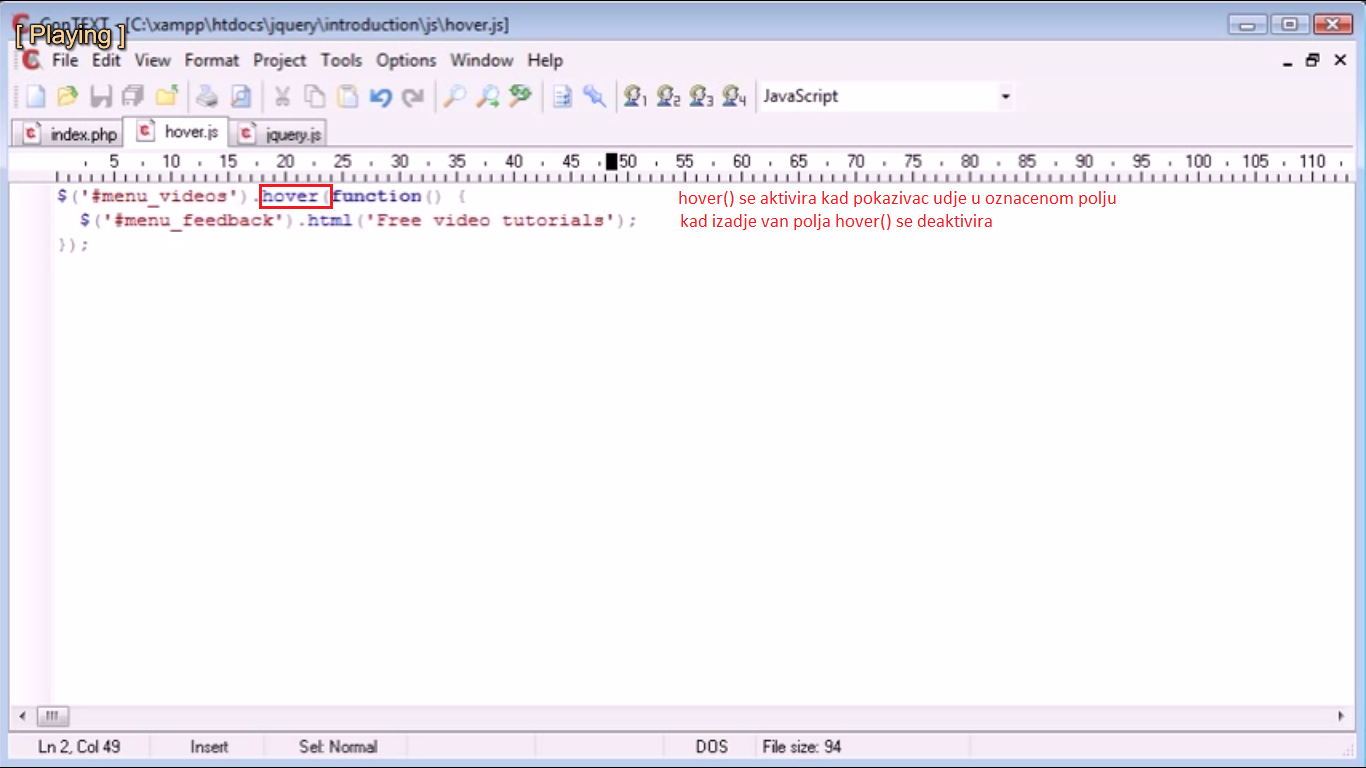 ConTEXT - [C:\xampp\htdocs\jquery\introduction\js\hover.js]
[ Playing ]
File Edit View Format Project Tools Options Window Help
1 2 3 4 JavaScript
index.php hover.js jquery.js
5 10 15 20 25 30 35 40 45 50 55 60 65 70 75 80 85 90 95 100 105 110
$('#menu_videos').hover(function() {
hover() se aktivira kad pokazivac udje u oznacenom polju
$('#menu_feedback').html('Free video tutorials');
kad izadje van polja hover() se deaktivira
});
Ln 2, Col 49 Insert Sel: Normal DOS File size: 94